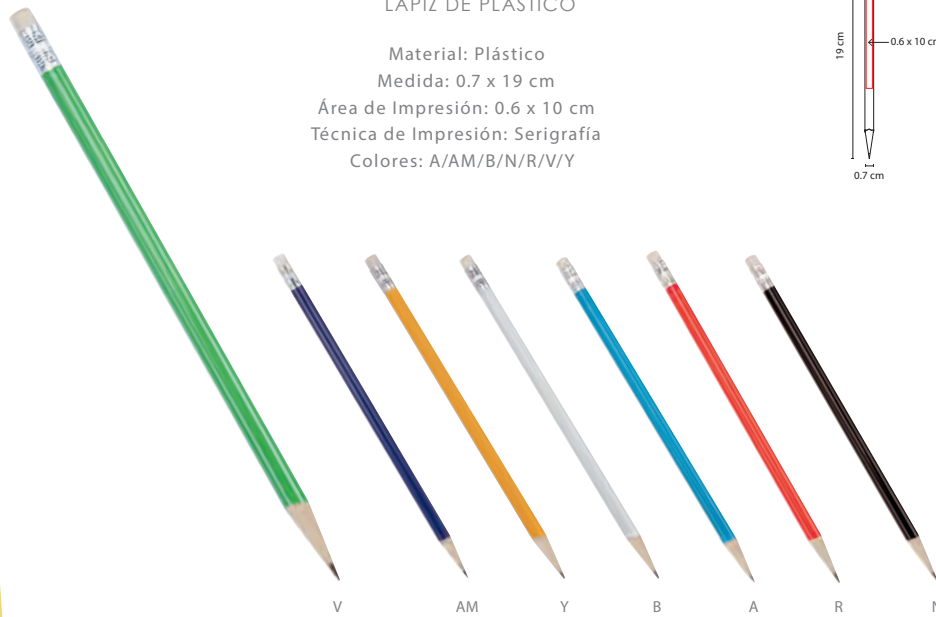 LÁPIZ DE PLÁSTICO
Material: Plástico
Medida: 0.7 x 19 cm
Área de Impresión: 0.6 x 10 cm
Técnica de Impresión: Serigrafía
Colores: A/AM/B/N/R/V/Y
19 cm
0.6 x 10 cm
0.7 cm
V AM Y B A R N